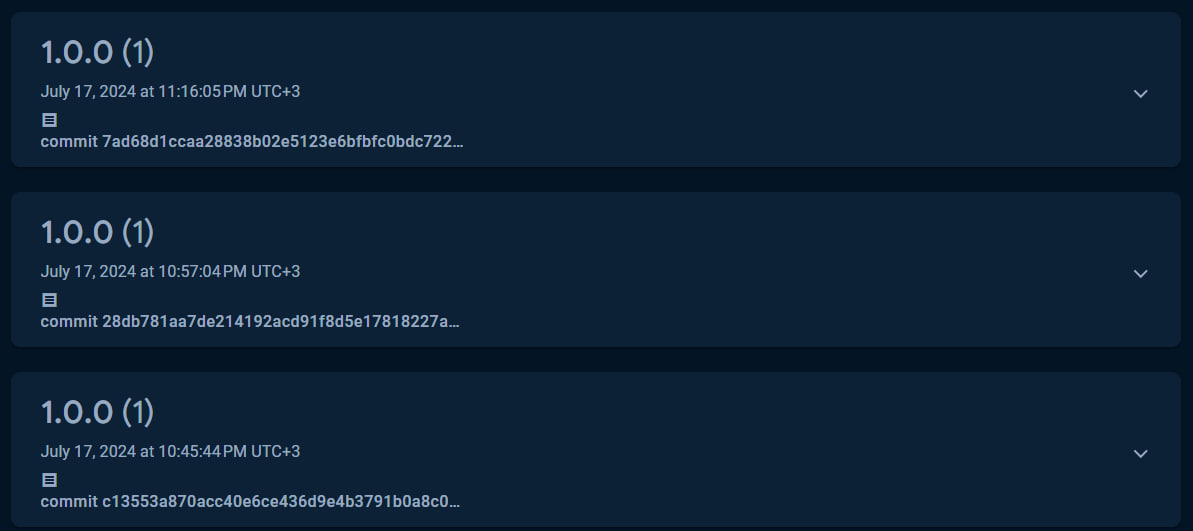 1.0.0 (1)
July 17, 2024 at 11:16:05 PM UTC+3
commit 7ad68d1ccaa28838b02e5123e6bfbfc0bdc722…
1.0.0 (1)
July 17, 2024 at 10:57:04 PM UTC+3
commit 28db781aa7de214192acd91f8d5e17818227a…
1.0.0 (1)
July 17, 2024 at 10:45:44 PM UTC+3
commit c13553a870acc40e6ce436d9e4b3791b0a8c0…